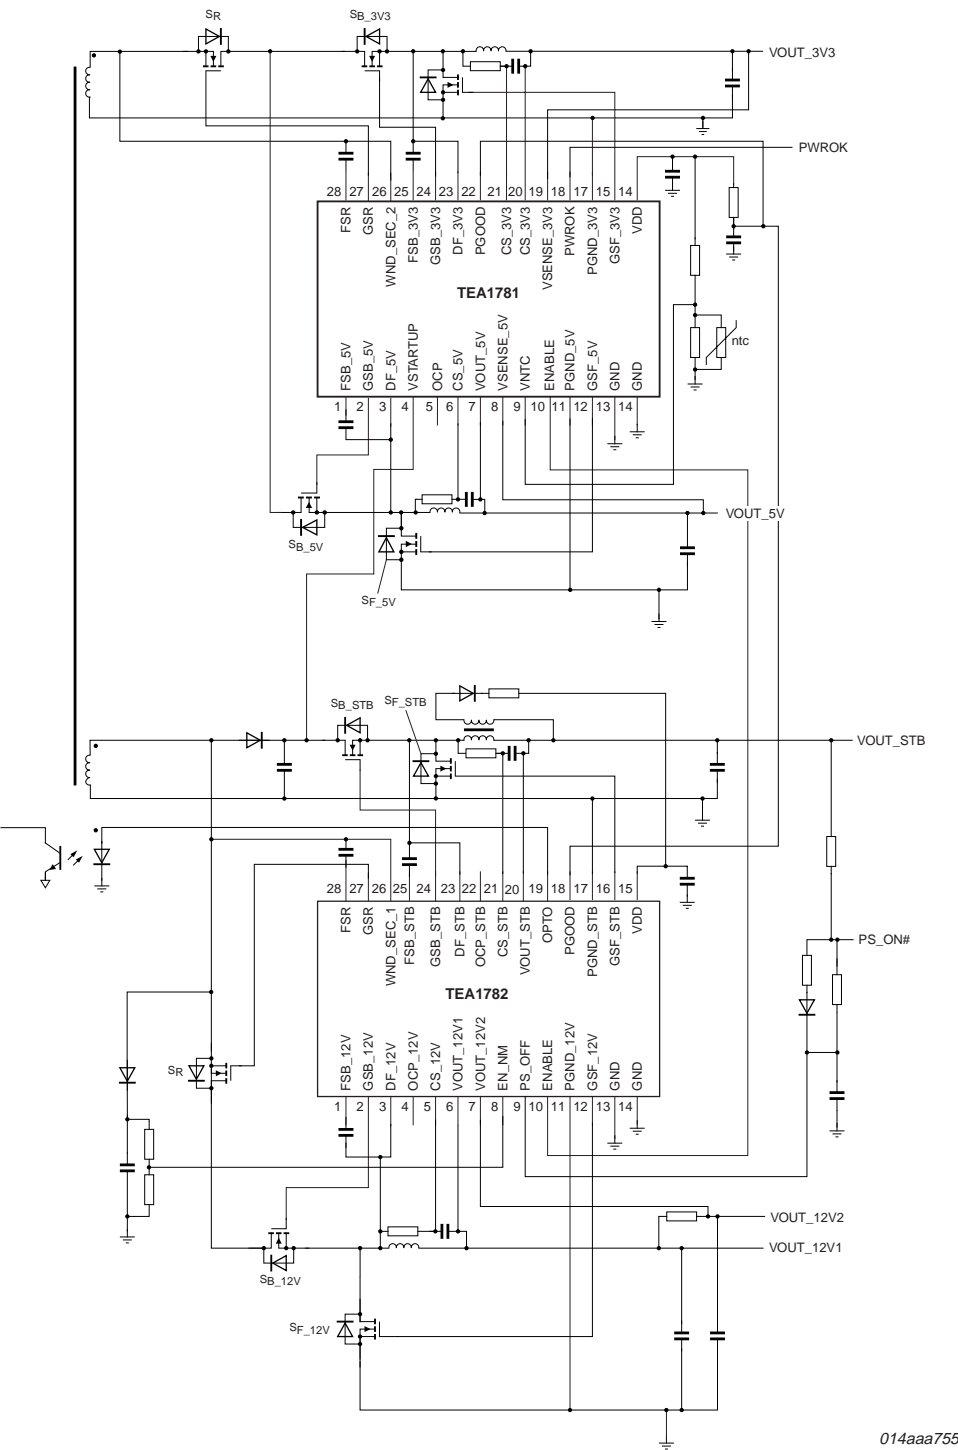 SR
SB_3V3
VOUT_3V3
PWROK
28 27 26 25 24 23 22 21 20 19 18 17 15 14
FSR
GSR
WND_SEC_2
FSB_3V3
GSB_3V3
DF_3V3
PGOOD
CS_3V3
CS_3V3
VSENSE_3V3
PWROK
PGND_3V3
GSF_3V3
VDD
TEA1781
ntc
FSB_5V
GSB_5V
DF_5V
VSTARTUP
OCP
CS_5V
VOUT_5V
VSENSE_5V
VNTC
ENABLE
PGND_5V
GSF_5V
GND
GND
1 2 3 4 5 6 7 8 9 10 11 12 13 14
VOUT_5V
SB_5V
SF_5V
SB_STB
SF_STB
VOUT_STB
28 27 26 25 24 23 22 21 20 19 18 17 16 15
FSR
GSR
WND_SEC_1
FSB_STB
GSB_STB
DF_STB
OCP_STB
CS_STB
VOUT_STB
OPTO
PGOOD
PGND_STB
GSF_STB
VDD
PS_ON#
TEA1782
SR
FSB_12V
GSB_12V
DF_12V
OCP_12V
CS_12V
VOUT_12V1
VOUT_12V2
EN_NM
PS_OFF
ENABLE
PGND_12V
GSF_12V
GND
GND
1 2 3 4 5 6 7 8 9 10 11 12 13 14
VOUT_12V2
VOUT_12V1
SB_12V
SF_12V
014aaa755